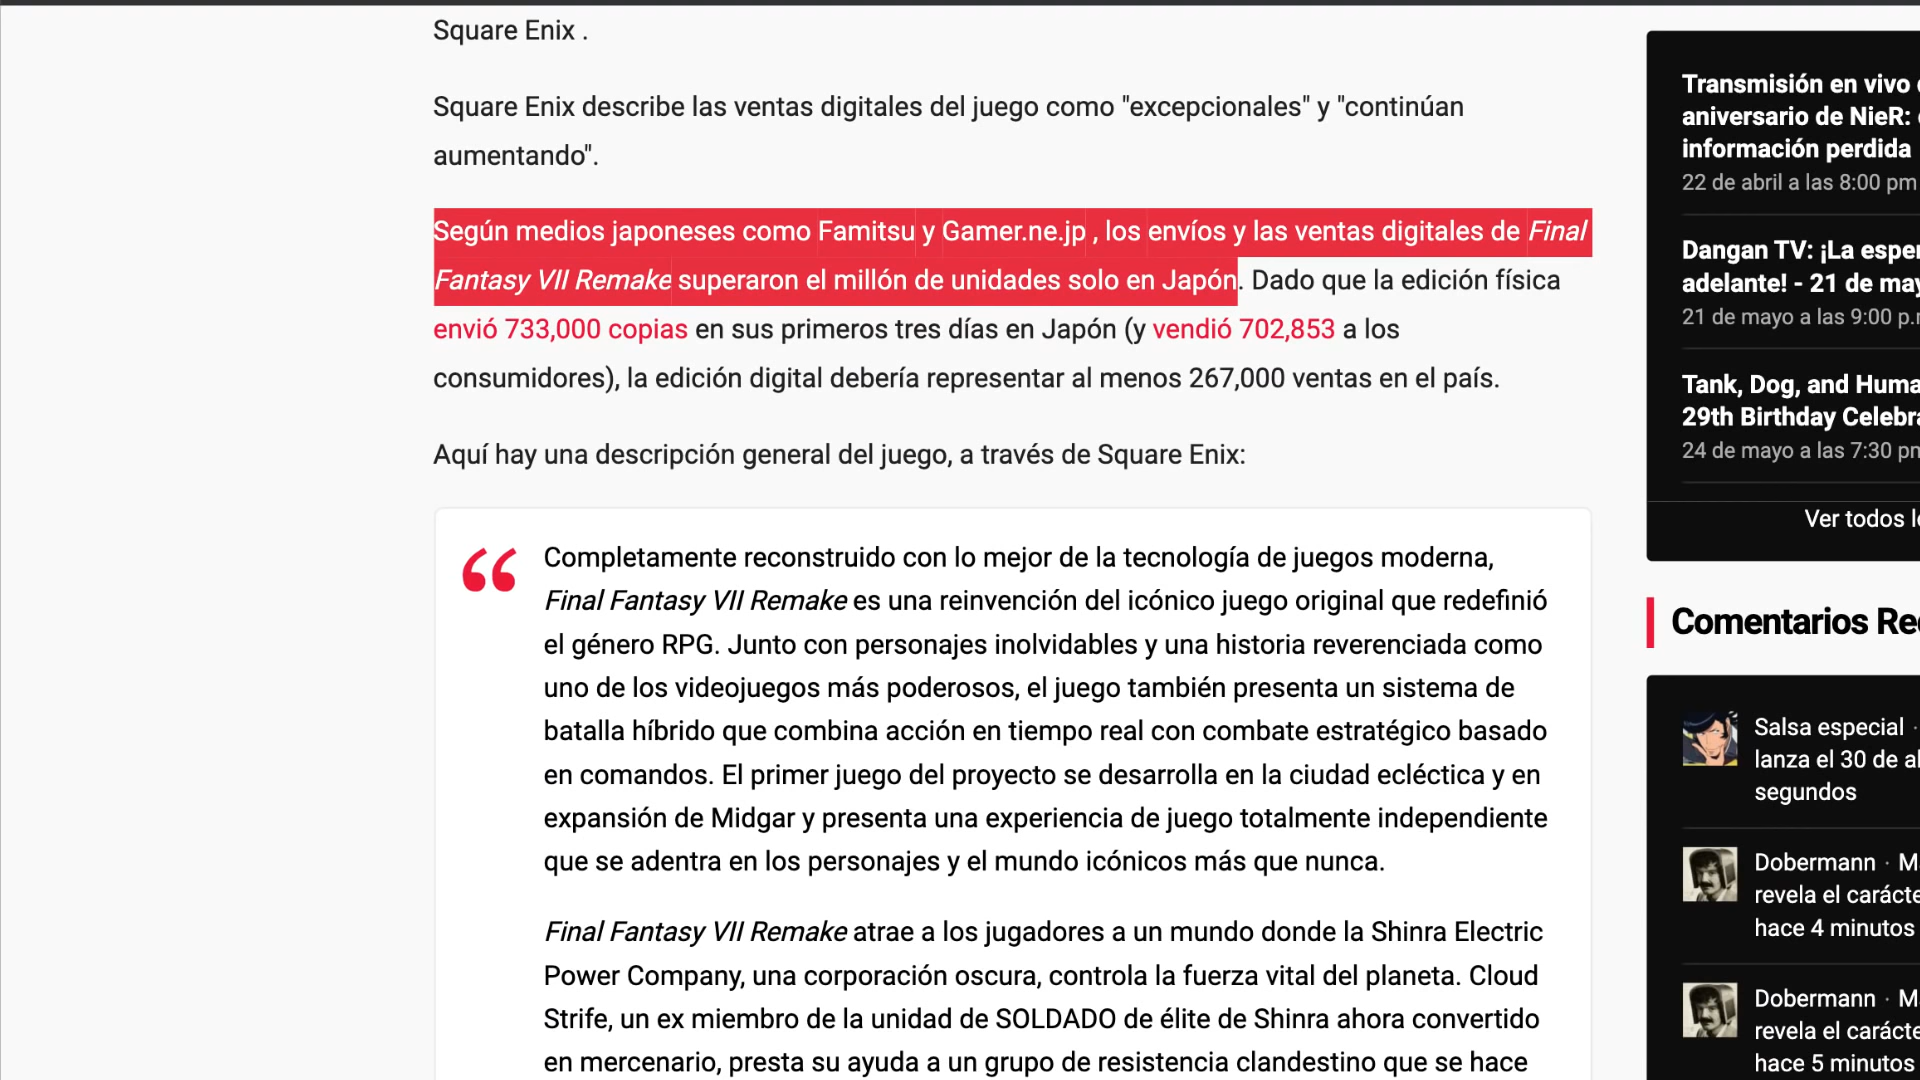 Square Enix .
Square Enix describe las ventas digitales del juego como "excepcionales" y "continúan
aumentando".
Según medios japoneses como Famitsu y Gamer.ne.jp , los envíos y las ventas digitales de Final
Fantasy VII Remake superaron el millón de unidades solo en Japón. Dado que la edición física
envió 733,000 copias en sus primeros tres días en Japón (y vendió 702,853 a los
consumidores), la edición digital debería representar al menos 267,000 ventas en el país.
Aquí hay una descripción general del juego, a través de Square Enix:
“
Completamente reconstruido con lo mejor de la tecnología de juegos moderna,
Final Fantasy VII Remake es una reinvención del icónico juego original que redefinió
el género RPG. Junto con personajes inolvidables y una historia reverenciada como
uno de los videojuegos más poderosos, el juego también presenta un sistema de
batalla híbrido que combina acción en tiempo real con combate estratégico basado
en comandos. El primer juego del proyecto se desarrolla en la ciudad ecléctica y en
expansión de Midgar y presenta una experiencia de juego totalmente independiente
que se adentra en los personajes y el mundo icónicos más que nunca.
Final Fantasy VII Remake atrae a los jugadores a un mundo donde la Shinra Electric
Power Company, una corporación oscura, controla la fuerza vital del planeta. Cloud
Strife, un ex miembro de la unidad de SOLDADO de élite de Shinra ahora convertido
en mercenario, presta su ayuda a un grupo de resistencia clandestino que se hace
Transmisión en vivo
aniversario de NieR:
información perdida
22 de abril a las 8:00 pm
Dangan TV: ¡La esper
adelante! - 21 de may
21 de mayo a las 9:00 p.
Tank, Dog, and Huma
29th Birthday Celebra
24 de mayo a las 7:30 pm
Ver todos l
Comentarios Re
Salsa especial ·
lanza el 30 de a
segundos
Dobermann · M
revela el carácte
hace 4 minutos
Dobermann · M
revela el carácte
hace 5 minutos